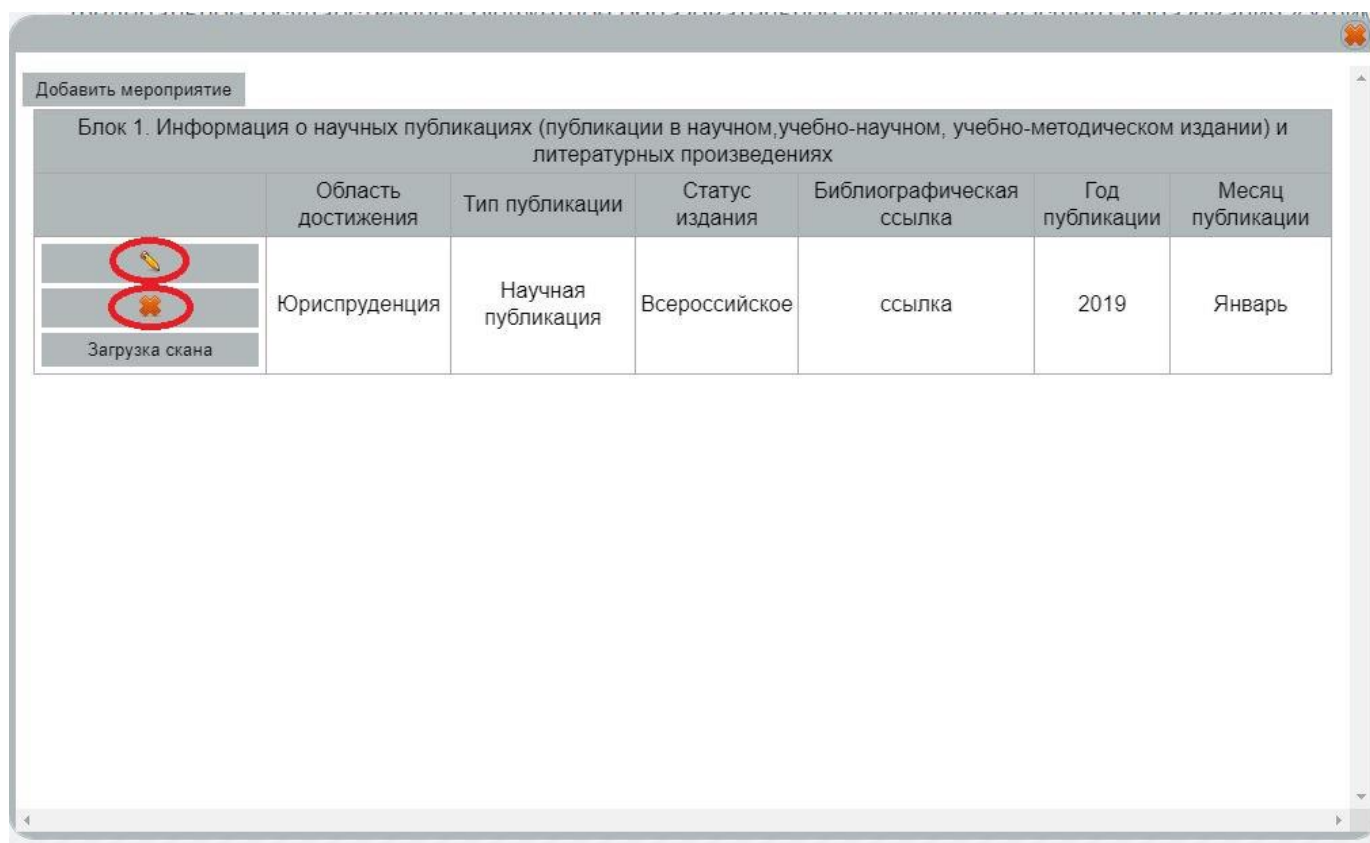 Добавить мероприятие
Блок 1. Информация о научных публикациях (публикации в научном,учебно-научном, учебно-методическом издании) и
литературных произведениях
Область достижения
Тип публикации
Статус издания
Библиографическая ссылка
Год публикации
Месяц публикации
Юриспруденция
Научная публикация
Всероссийское
ссылка
2019
Январь
Загрузка скана